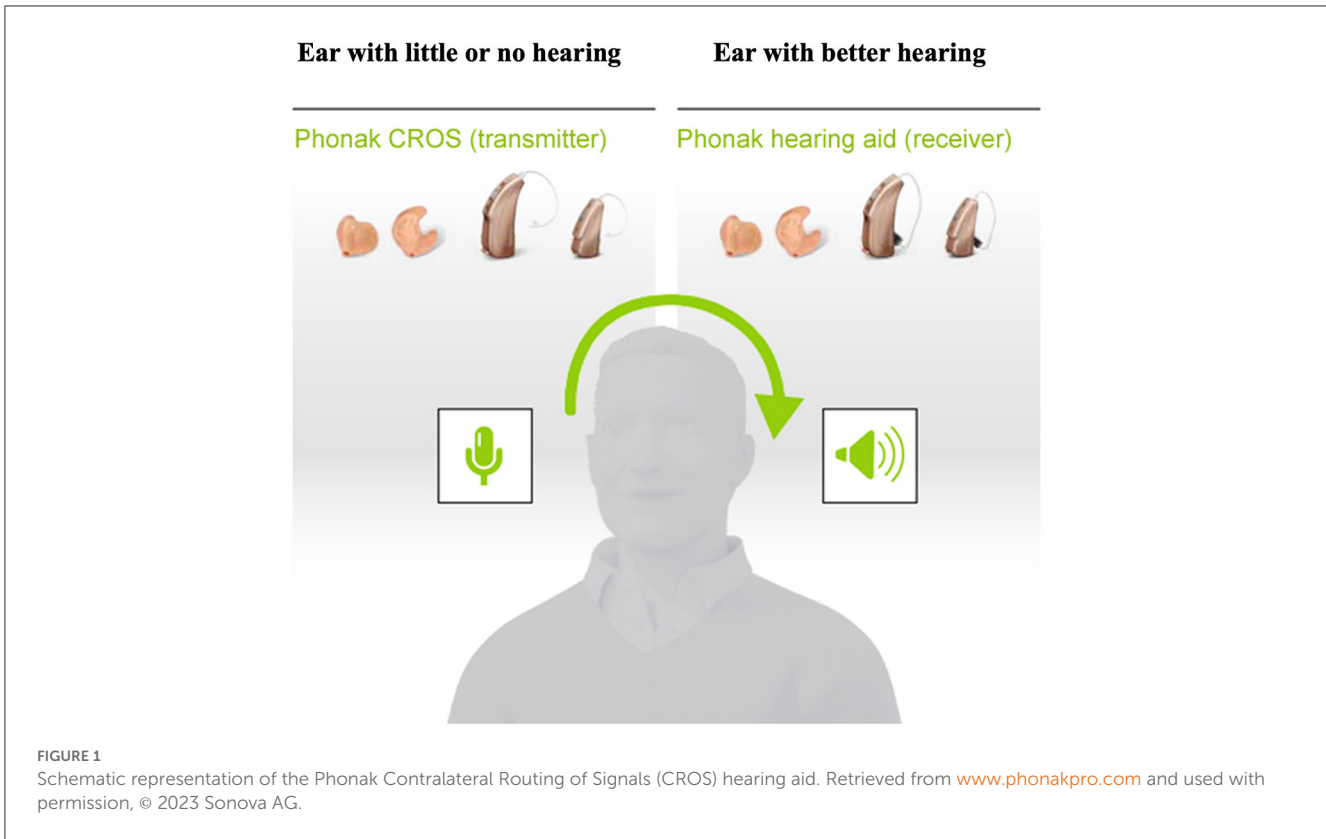 Ear with little or no hearing
Ear with better hearing
Phonak CROS (transmitter)
Phonak hearing aid (receiver)
FIGURE 1
Schematic representation of the Phonak Contralateral Routing of Signals (CROS) hearing aid. Retrieved from www.phonakpro.com and used with
permission, © 2023 Sonova AG.